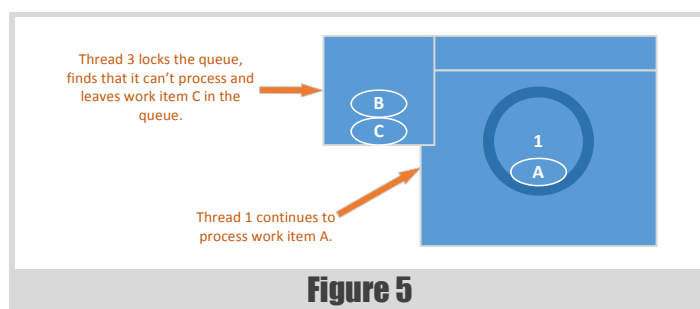 Thread 3 locks the queue,
finds that it can't process and
leaves work item C in the
queue.
B
C
1
A
Thread 1 continues to
process work item A.
Figure 5